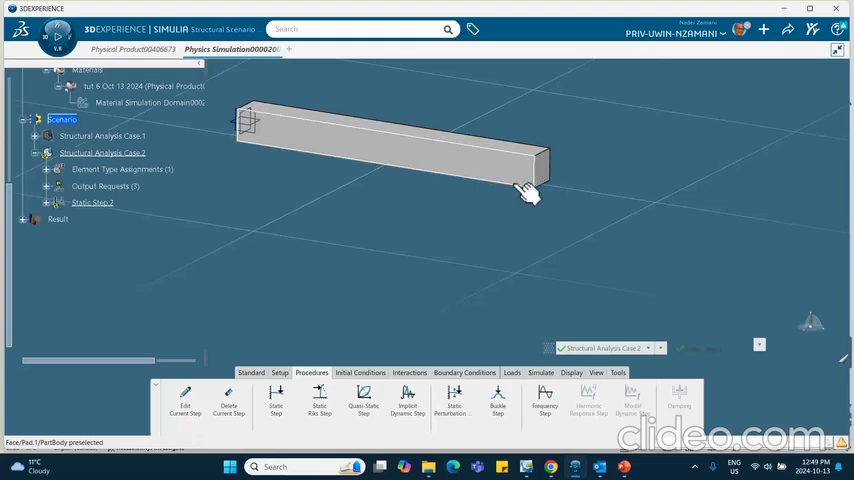 3DEXPERIENCE
3DEXPERIENCE | SIMULIA Structural Scenario ...
Search
Nader Zamani
PRIV-UWIN-NZAMANI
3D
V.R
Physical Product00406673
Physics Simulation0000200
Materials
tut 6 Oct 13 2024 (Physical Product(
Material Simulation Domain0002
Scenario
Structural Analysis Case.1
Structural Analysis Case.2
Element Type Assignments (1)
Output Requests (3)
Static Step.2
Result
Structural Analysis Case.2
Standard Setup Procedures Initial Conditions Interactions Boundary Conditions Loads Simulate Display View Tools
Edit Current Step
Delete Current Step
Static Step
Static Riks Step
Quasi-Static Step
Implicit Dynamic Step
Static Perturbation ...
Buckle Step
Frequency Step
Harmonic Response Step
Modal Dynamic Step
Damping
Face/Pad.1/PartBody preselected
clideo.com
11°C
Cloudy
Search
ENG
US
12:49 PM
2024-10-13